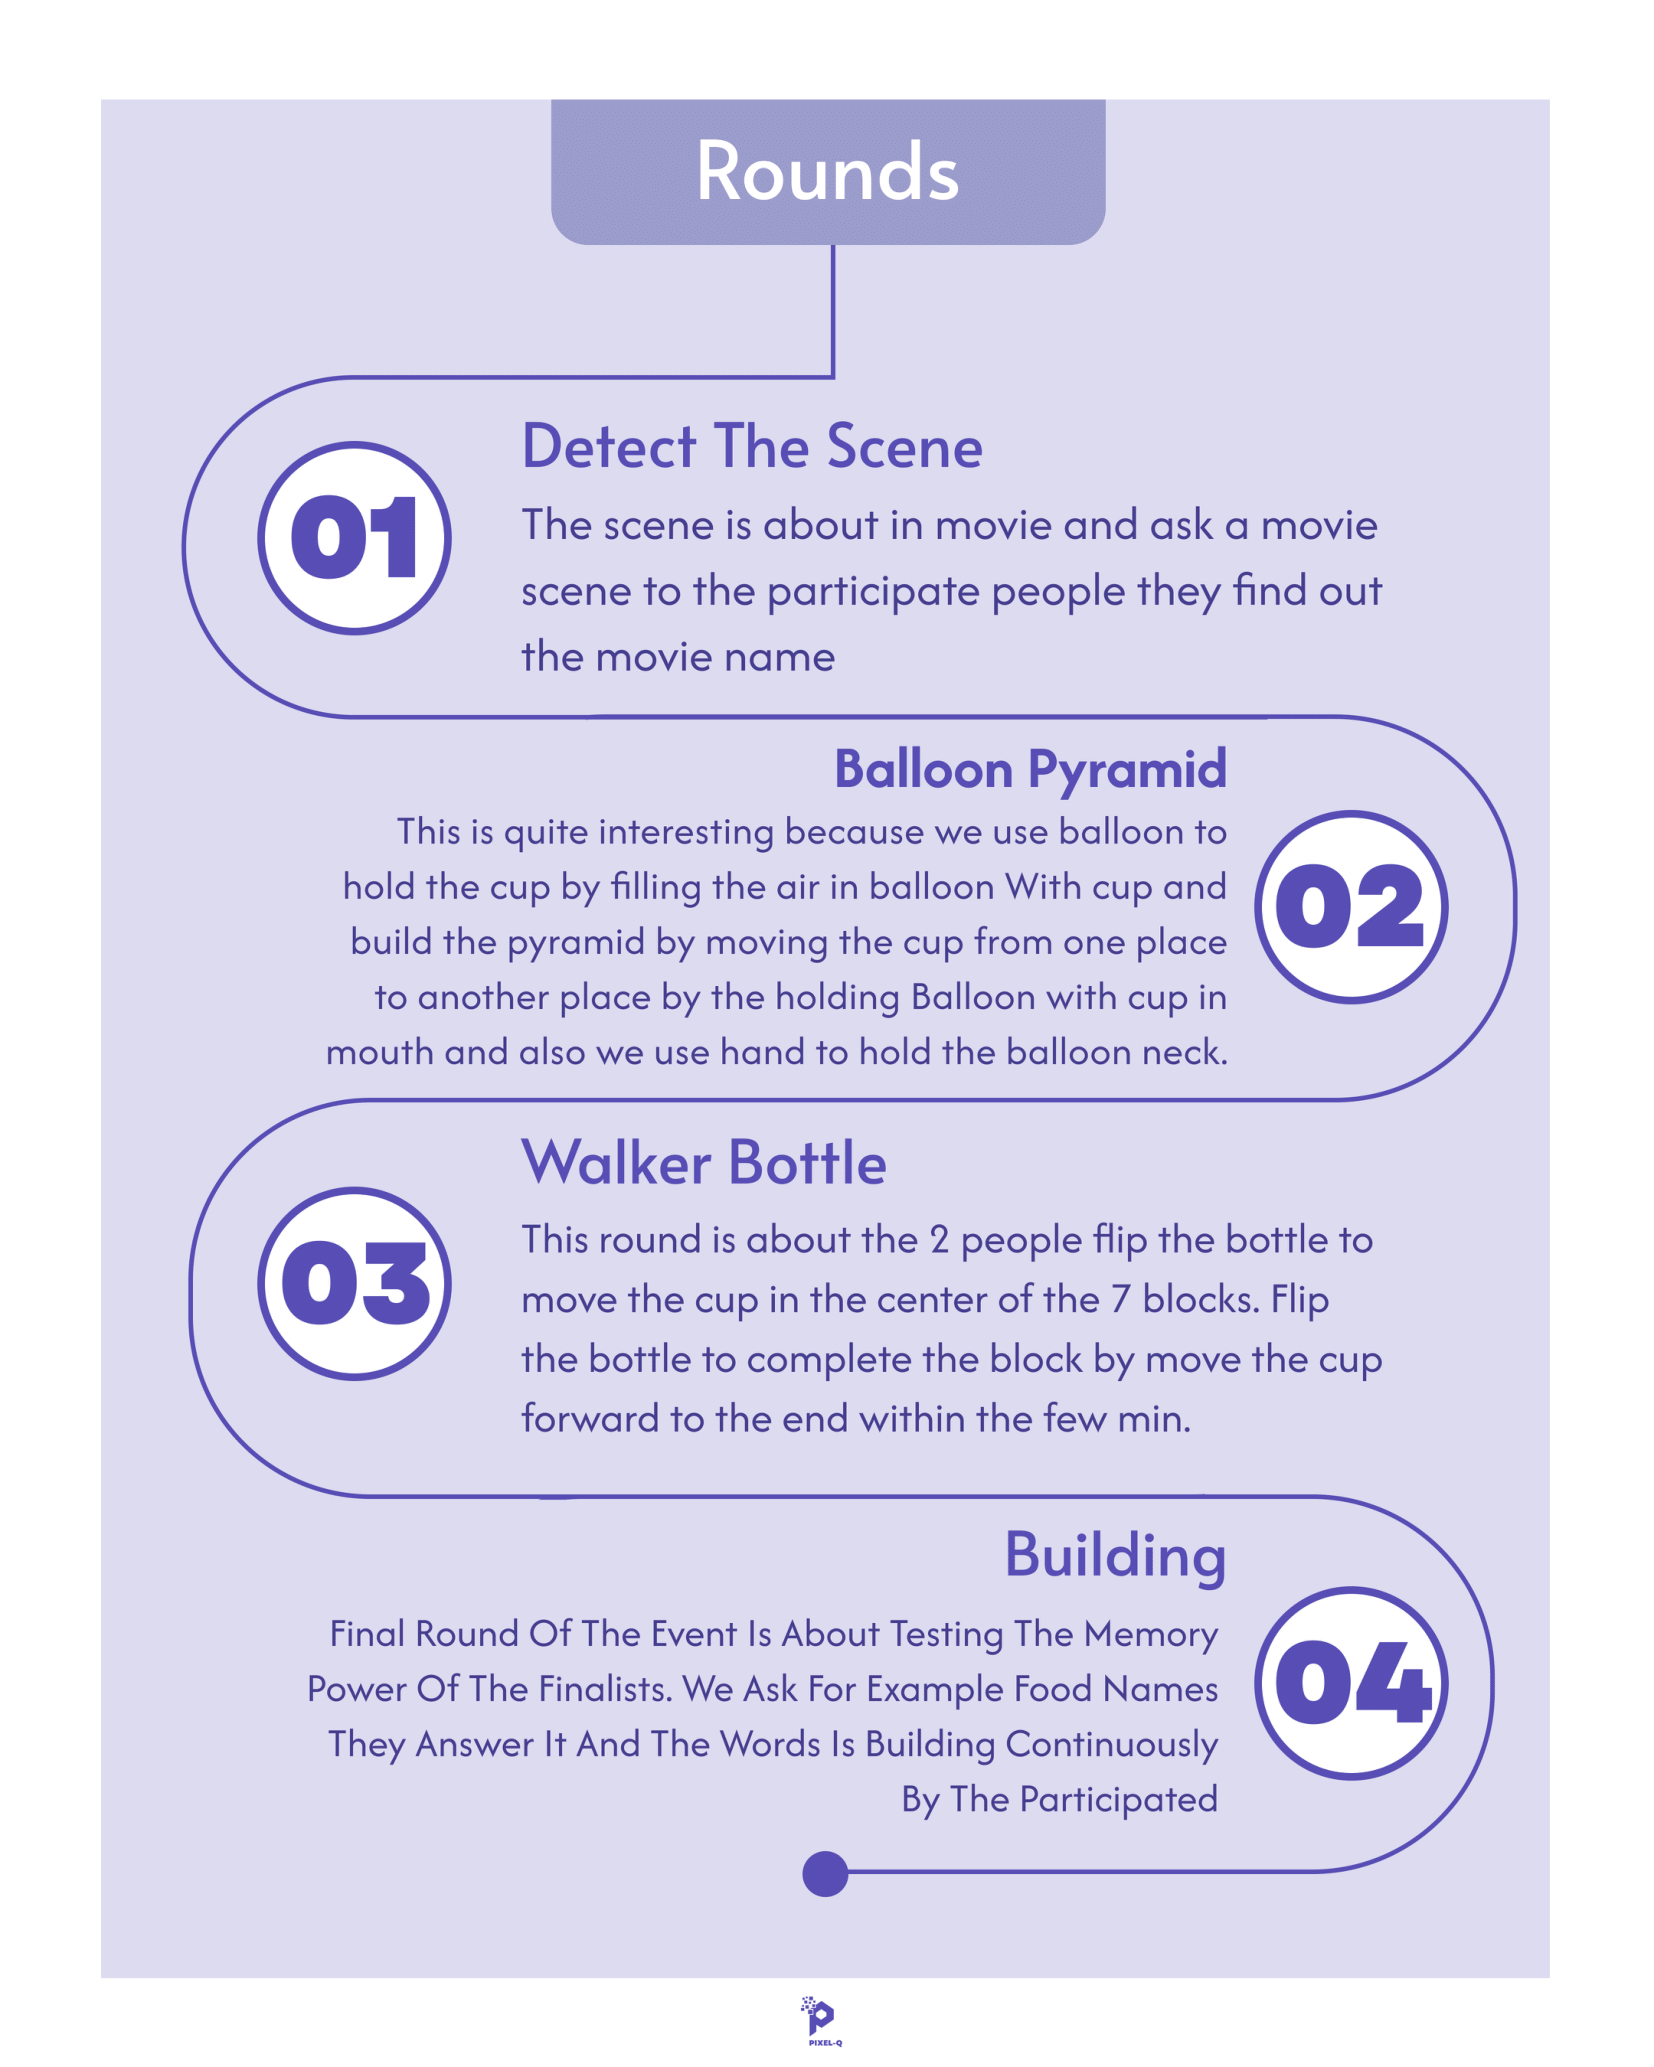 Rounds
01
Detect The Scene
The scene is about in movie and ask a movie
scene to the participate people they find out
the movie name
Balloon Pyramid
This is quite interesting because we use balloon to
hold the cup by filling the air in balloon With cup and
build the pyramid by moving the cup from one place
to another place by the holding Balloon with cup in
mouth and also we use hand to hold the balloon neck.
02
03
Walker Bottle
This round is about the 2 people flip the bottle to
move the cup in the center of the 7 blocks. Flip
the bottle to complete the block by move the cup
forward to the end within the few min.
Building
Final Round Of The Event Is About Testing The Memory
Power Of The Finalists. We Ask For Example Food Names
They Answer It And The Words Is Building Continuously
By The Participated
04
PIXEL-Q